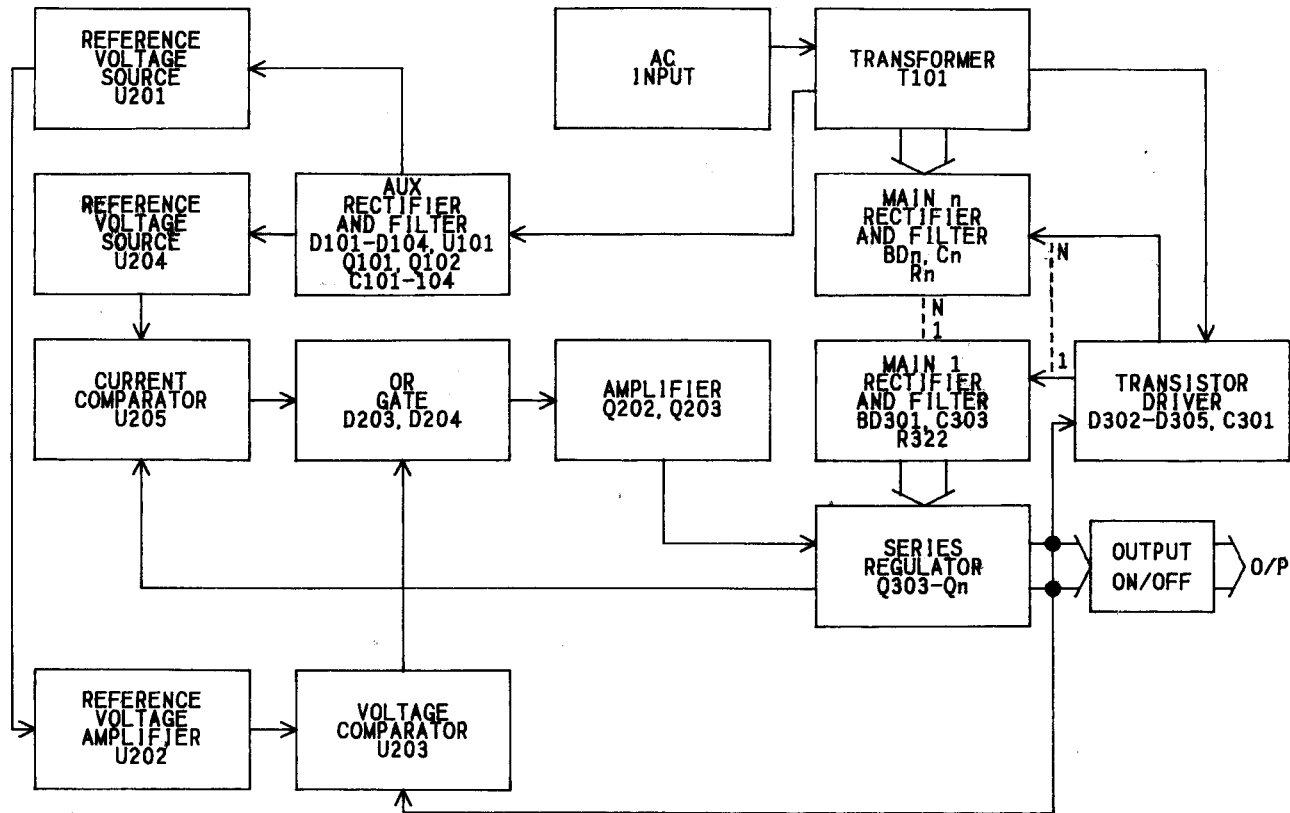 REFERENCE
VOLTAGE
SOURCE
U201
AC
INPUT
TRANSFORMER
T101
REFERENCE
VOLTAGE
SOURCE
U204
AUX
RECTIFIER
AND FILTER
D101-D104, U101
Q101, Q102
C101-104
MAIN n
RECTIFIER
AND FILTER
BDn, Cn
Rn
N
N
1
1
CURRENT
COMPARATOR
U205
OR
GATE
D203, D204
AMPLIFIER
Q202, Q203
MAIN 1
RECTIFIER
AND FILTER
BD301, C303
R322
TRANSISTOR
DRIVER
D302-D305, C301
SERIES
REGULATOR
Q303-Qn
OUTPUT
ON/OFF
O/P
REFERENCE
VOLTAGE
AMPLIFIER
U202
VOLTAGE
COMPARATOR
U203